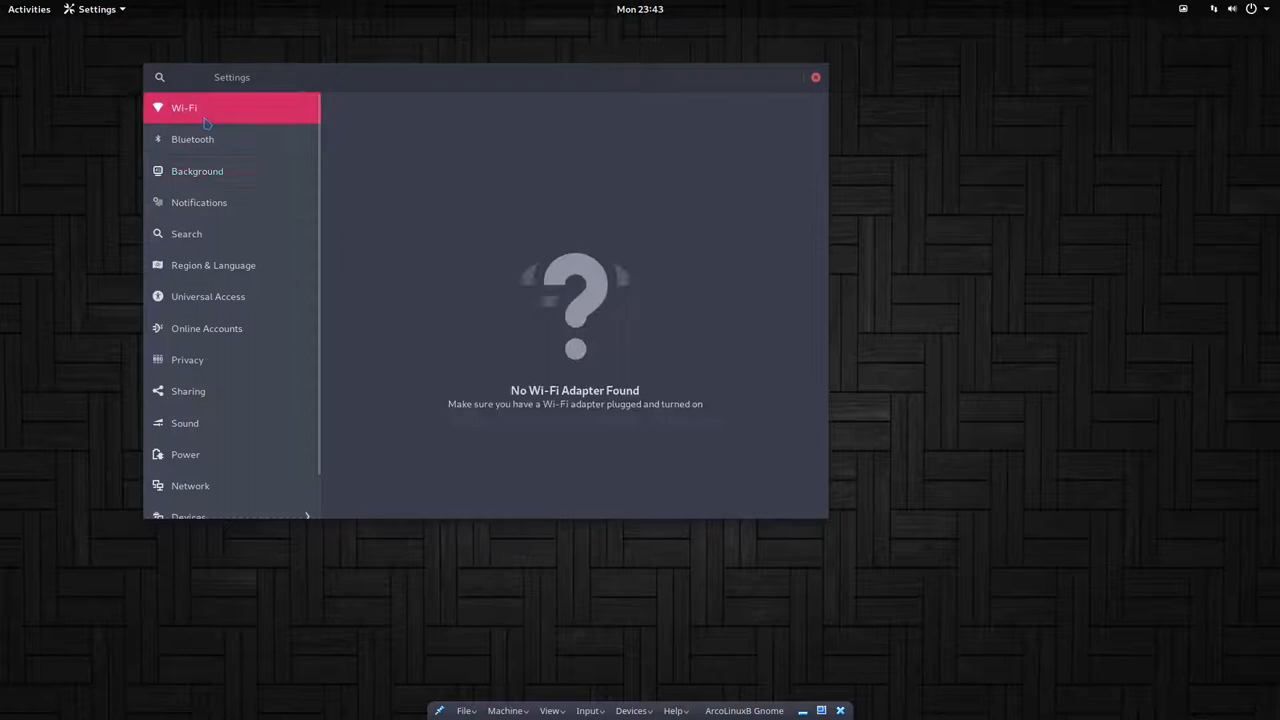 Activities Settings Mon 23:43
Settings
Wi-Fi
Bluetooth
Background
Notifications
Search
Region & Language
Universal Access
Online Accounts
Privacy
Sharing
Sound
Power
Network
Devices
No Wi-Fi Adapter Found
Make sure you have a Wi-Fi adapter plugged and turned on
File Machine View Input Devices Help ArcoLinuxB Gnome